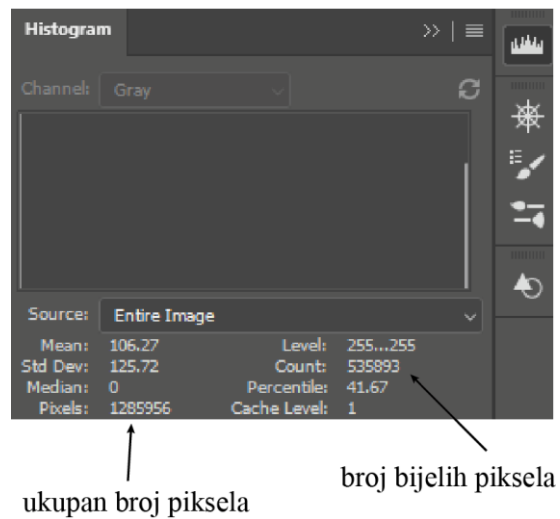 Histogram
Channel: Gray
Source: Entire Image
Mean: 106.27 Level: 255...255
Std Dev: 125.72 Count: 535893
Median: 0 Percentile: 41.67
Pixels: 1285956 Cache Level: 1
broj bijelih piksela
ukupan broj piksela